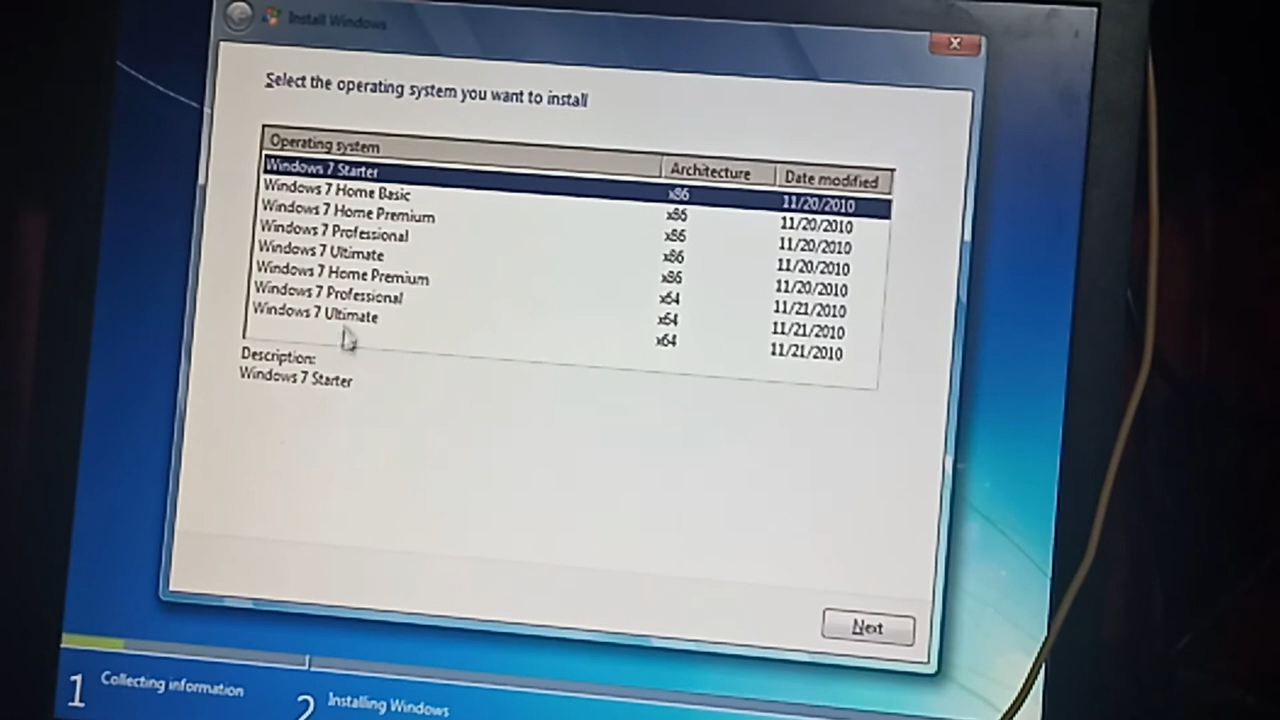 Install Windows
Select the operating system you want to install
Operating system Architecture Date modified
Windows 7 Starter x86 11/20/2010
Windows 7 Home Basic x86 11/20/2010
Windows 7 Home Premium x86 11/20/2010
Windows 7 Professional x86 11/20/2010
Windows 7 Ultimate x86 11/20/2010
Windows 7 Home Premium x64 11/21/2010
Windows 7 Professional x64 11/21/2010
Windows 7 Ultimate x64 11/21/2010
Description:
Windows 7 Starter
Next
1 Collecting information
2 Installing Windows